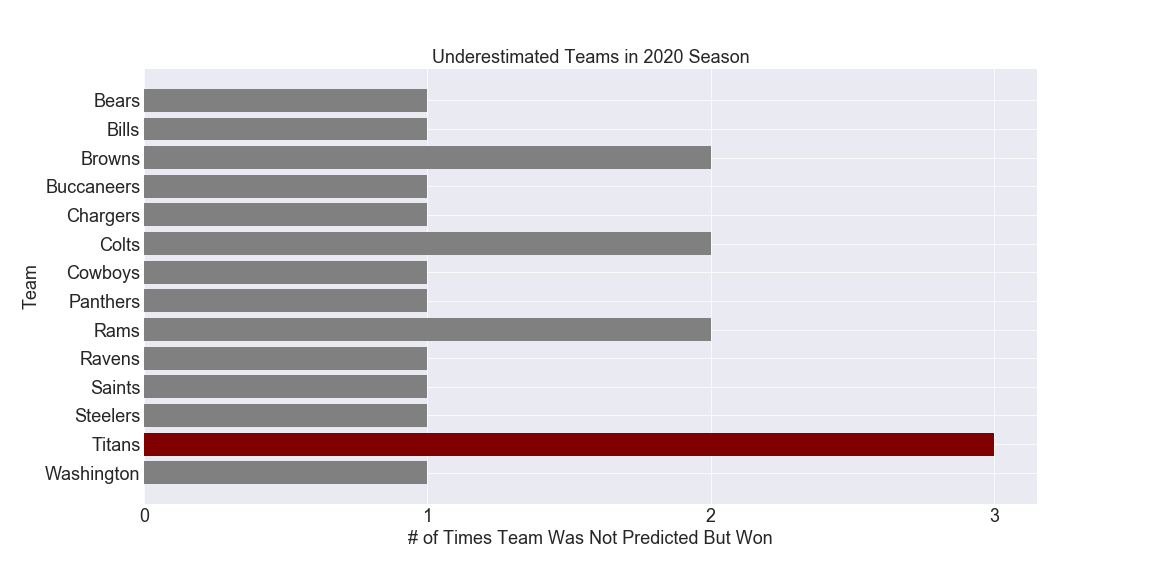 Underestimated Teams in 2020 Season
Team
Bears
Bills
Browns
Buccaneers
Chargers
Colts
Cowboys
Panthers
Rams
Ravens
Saints
Steelers
Titans
Washington
0 1 2 3
# of Times Team Was Not Predicted But Won